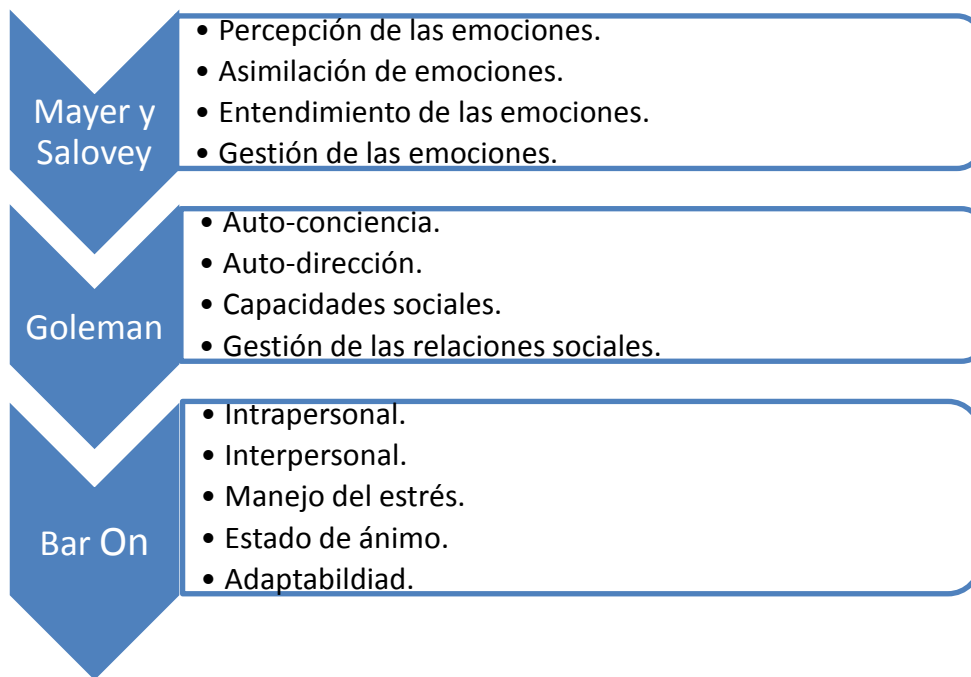 Mayer y
Salovey
• Percepción de las emociones.
• Asimilación de emociones.
• Entendimiento de las emociones.
• Gestión de las emociones.
Goleman
• Auto-conciencia.
• Auto-dirección.
• Capacidades sociales.
• Gestión de las relaciones sociales.
Bar On
• Intrapersonal.
• Interpersonal.
• Manejo del estrés.
• Estado de ánimo.
• Adaptabildiad.